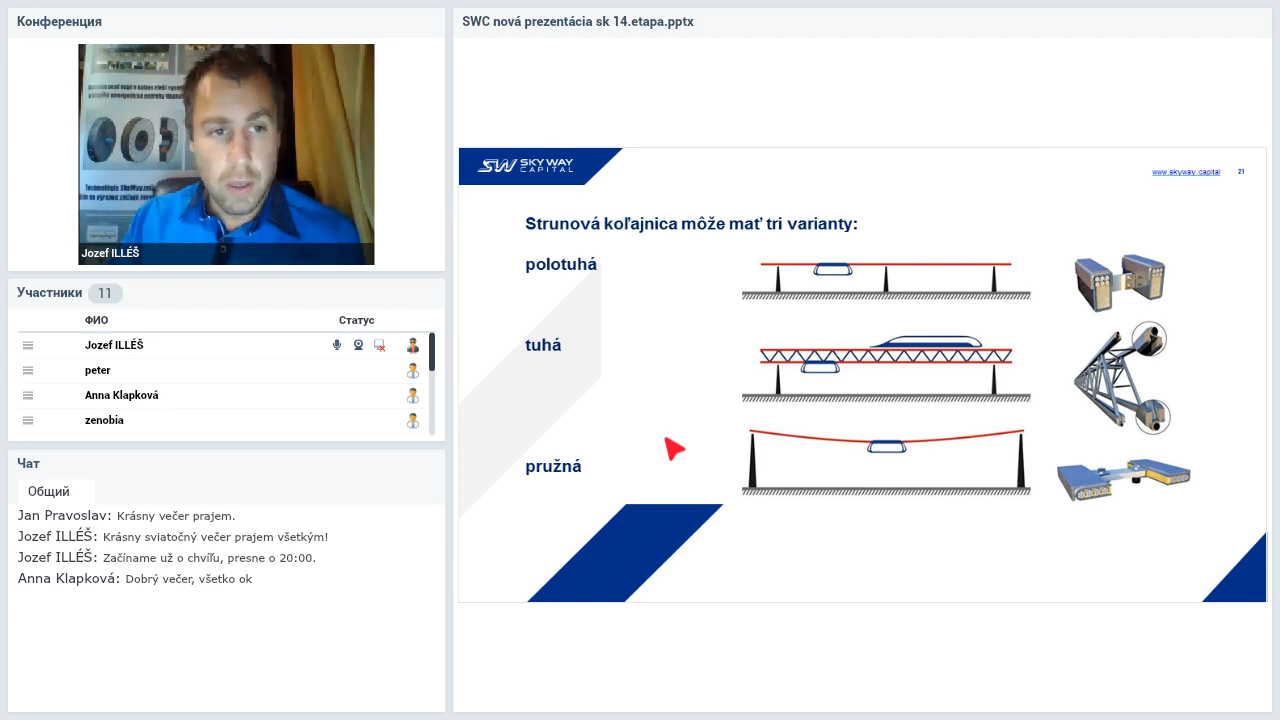 Конференция
Jozef ILLÉŠ
Участники 11
ФИО Статус
Jozef ILLÉŠ
peter
Anna Klapková
zenobia
Чат
Общий
Jan Pravoslav: Krásny večer prajem.
Jozef ILLÉŠ: Krásny sviatočný večer prajem všetkým!
Jozef ILLÉŠ: Začíname už o chvíľu, presne o 20:00.
Anna Klapková: Dobrý večer, všetko ok
SWC nová prezentácia sk 14.etapa.pptx
SW SKY WAY
CAPITAL
www.skyway.capital 21
Strunová koľajnica môže mať tri varianty:
polotuhá
tuhá
pružná